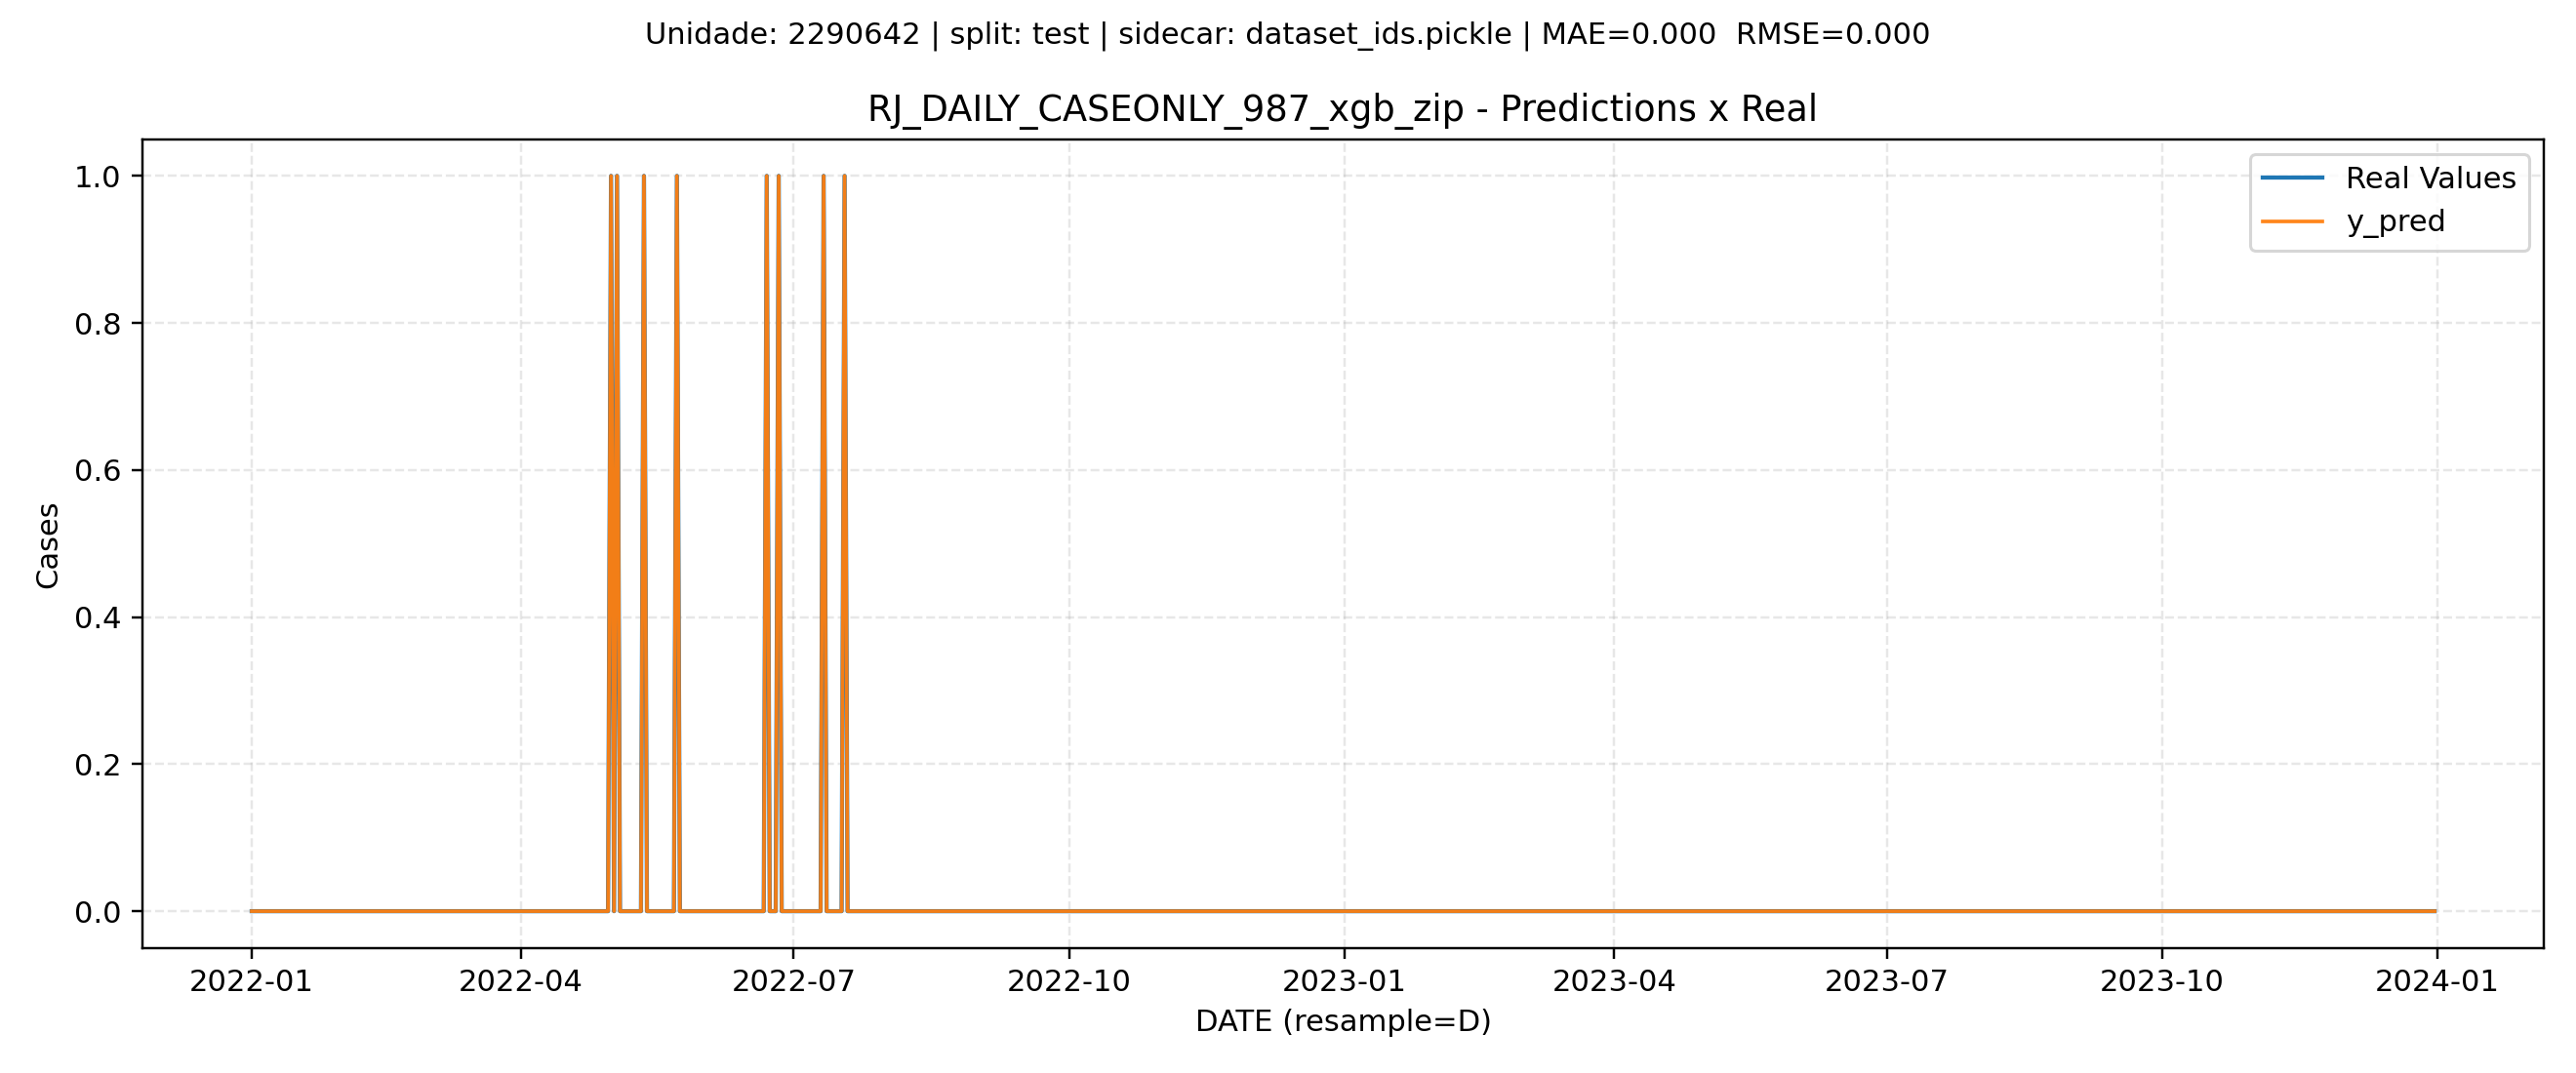 Unidade: 2290642 | split: test | sidecar: dataset_ids.pickle | MAE=0.000  RMSE=0.000
RJ_DAILY_CASEONLY_987_xgb_zip - Predictions x Real
Real Values
y_pred
1.0
0.8
0.6
0.4
0.2
0.0
Cases
2022-01 2022-04 2022-07 2022-10 2023-01 2023-04 2023-07 2023-10 2024-01
DATE (resample=D)